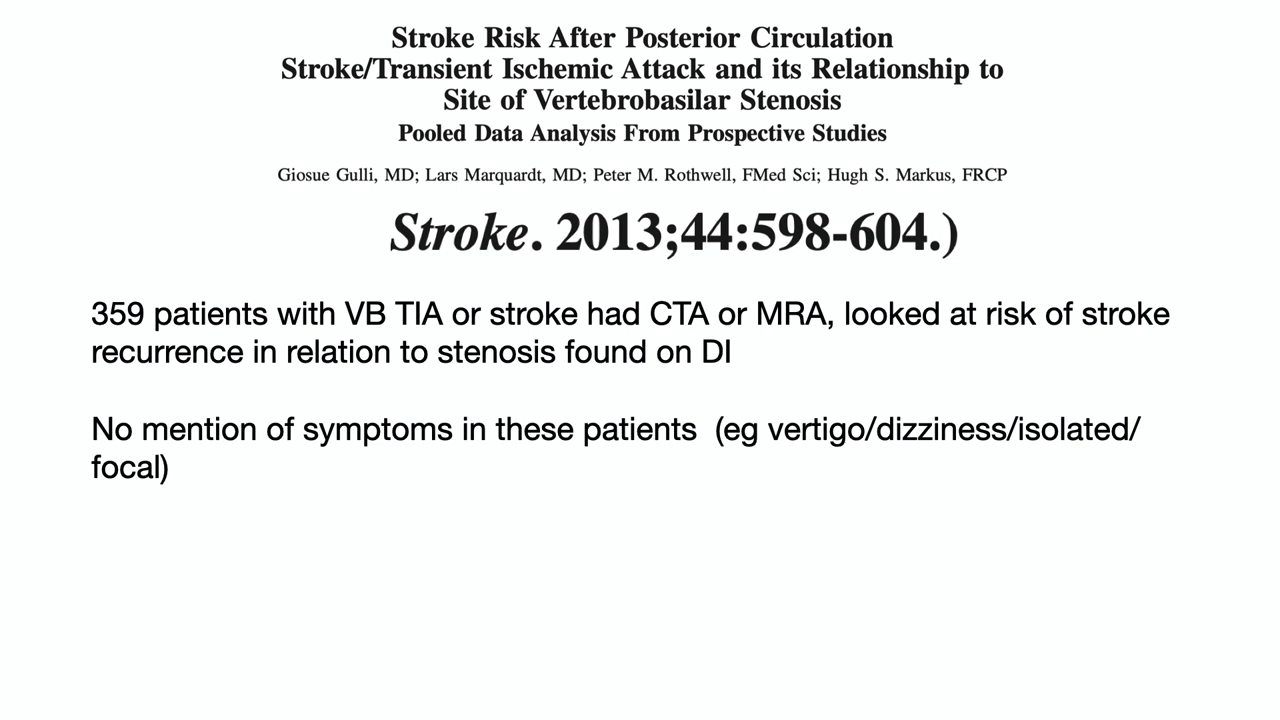 Stroke Risk After Posterior Circulation
Stroke/Transient Ischemic Attack and its Relationship to
Site of Vertebrobasilar Stenosis
Pooled Data Analysis From Prospective Studies
Giosue Gulli, MD; Lars Marquardt, MD; Peter M. Rothwell, FMed Sci; Hugh S. Markus, FRCP
Stroke. 2013;44:598-604.)
359 patients with VB TIA or stroke had CTA or MRA, looked at risk of stroke
recurrence in relation to stenosis found on DI
No mention of symptoms in these patients  (eg vertigo/dizziness/isolated/
focal)